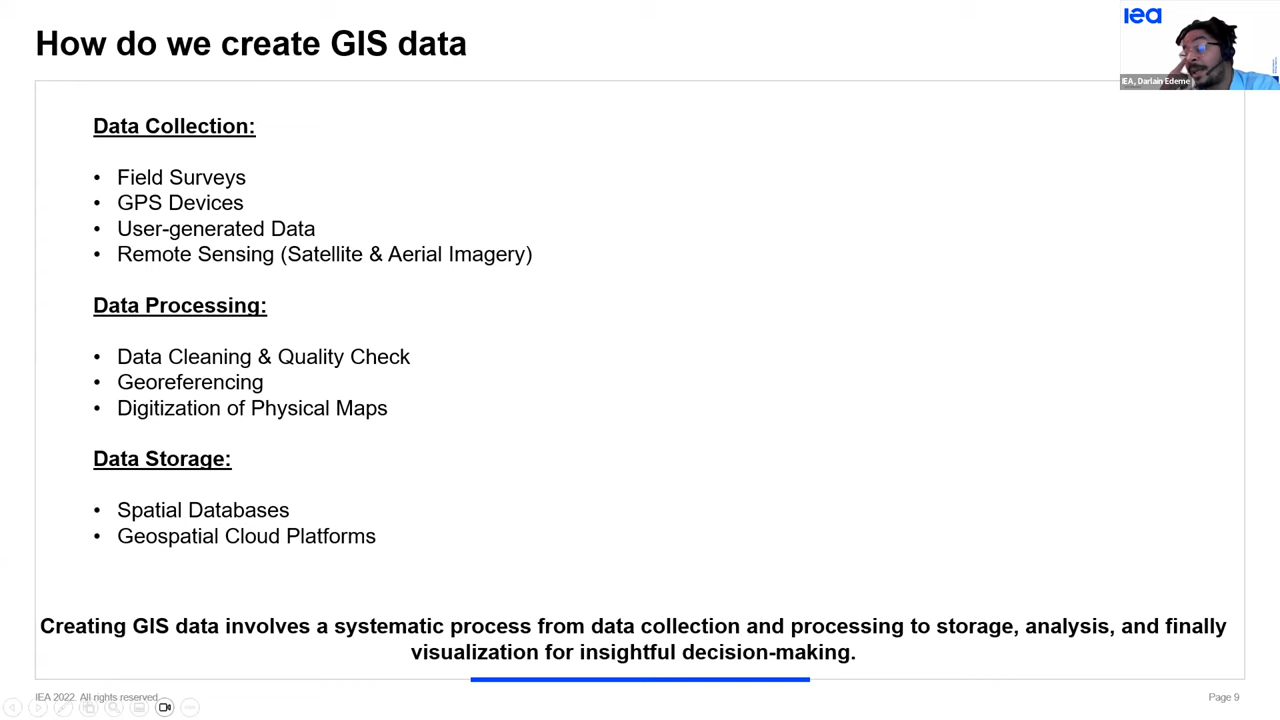 How do we create GIS data
iea
IEA, Darlain Edeme
Data Collection:
• Field Surveys
• GPS Devices
• User-generated Data
• Remote Sensing (Satellite & Aerial Imagery)
Data Processing:
• Data Cleaning & Quality Check
• Georeferencing
• Digitization of Physical Maps
Data Storage:
• Spatial Databases
• Geospatial Cloud Platforms
Creating GIS data involves a systematic process from data collection and processing to storage, analysis, and finally
visualization for insightful decision-making.
IEA 2022. All rights reserved.
Page 9